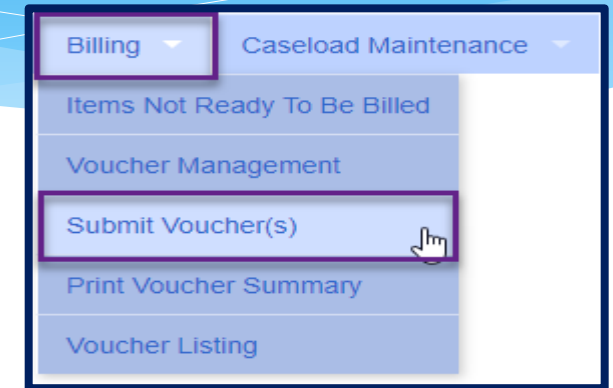 Billing Caseload Maintenance
Items Not Ready To Be Billed
Voucher Management
Submit Voucher(s)
Print Voucher Summary
Voucher Listing